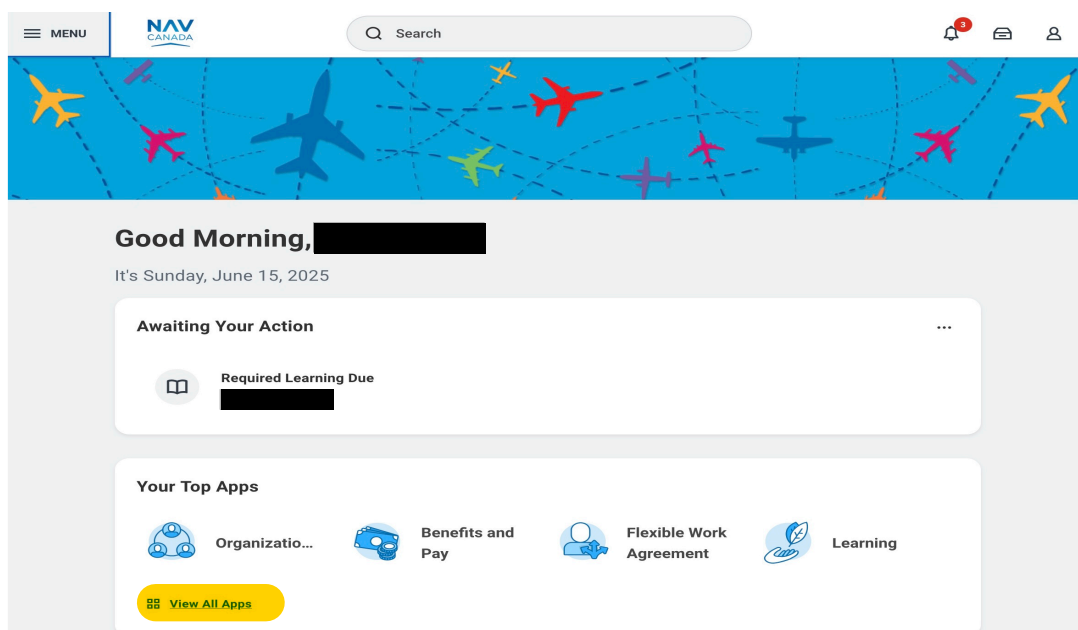 MENU
NAV
CANADA
Search
3
Good Morning,
It's Sunday, June 15, 2025
Awaiting Your Action
...
Required Learning Due
Your Top Apps
Organizatio...
Benefits and
Pay
Flexible Work
Agreement
Learning
View All Apps